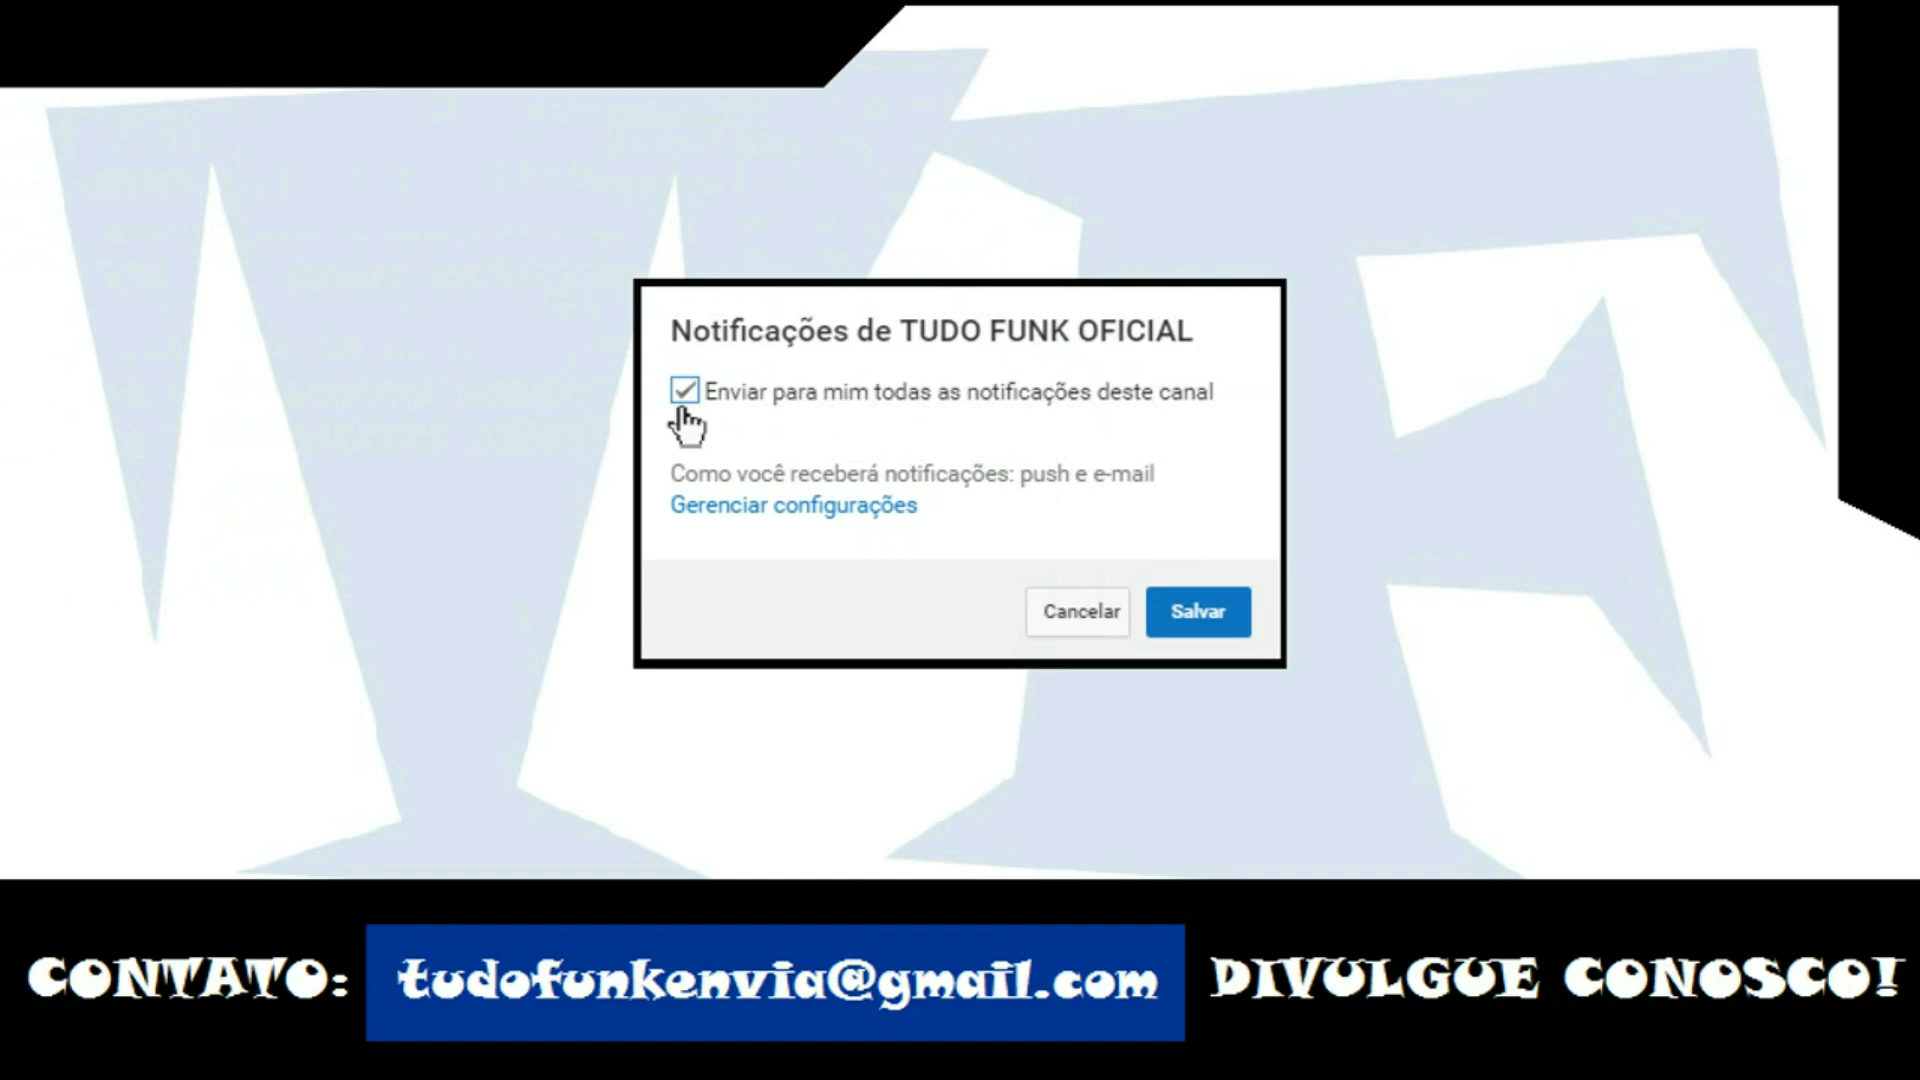 Notificações de TUDO FUNK OFICIAL
Enviar para mim todas as notificações deste canal
Como você receberá notificações: push e e-mail
Gerenciar configurações
Cancelar
Salvar
CONTATO: tudofunkenvia@gmail.com DIVULGUE CONOSCO!